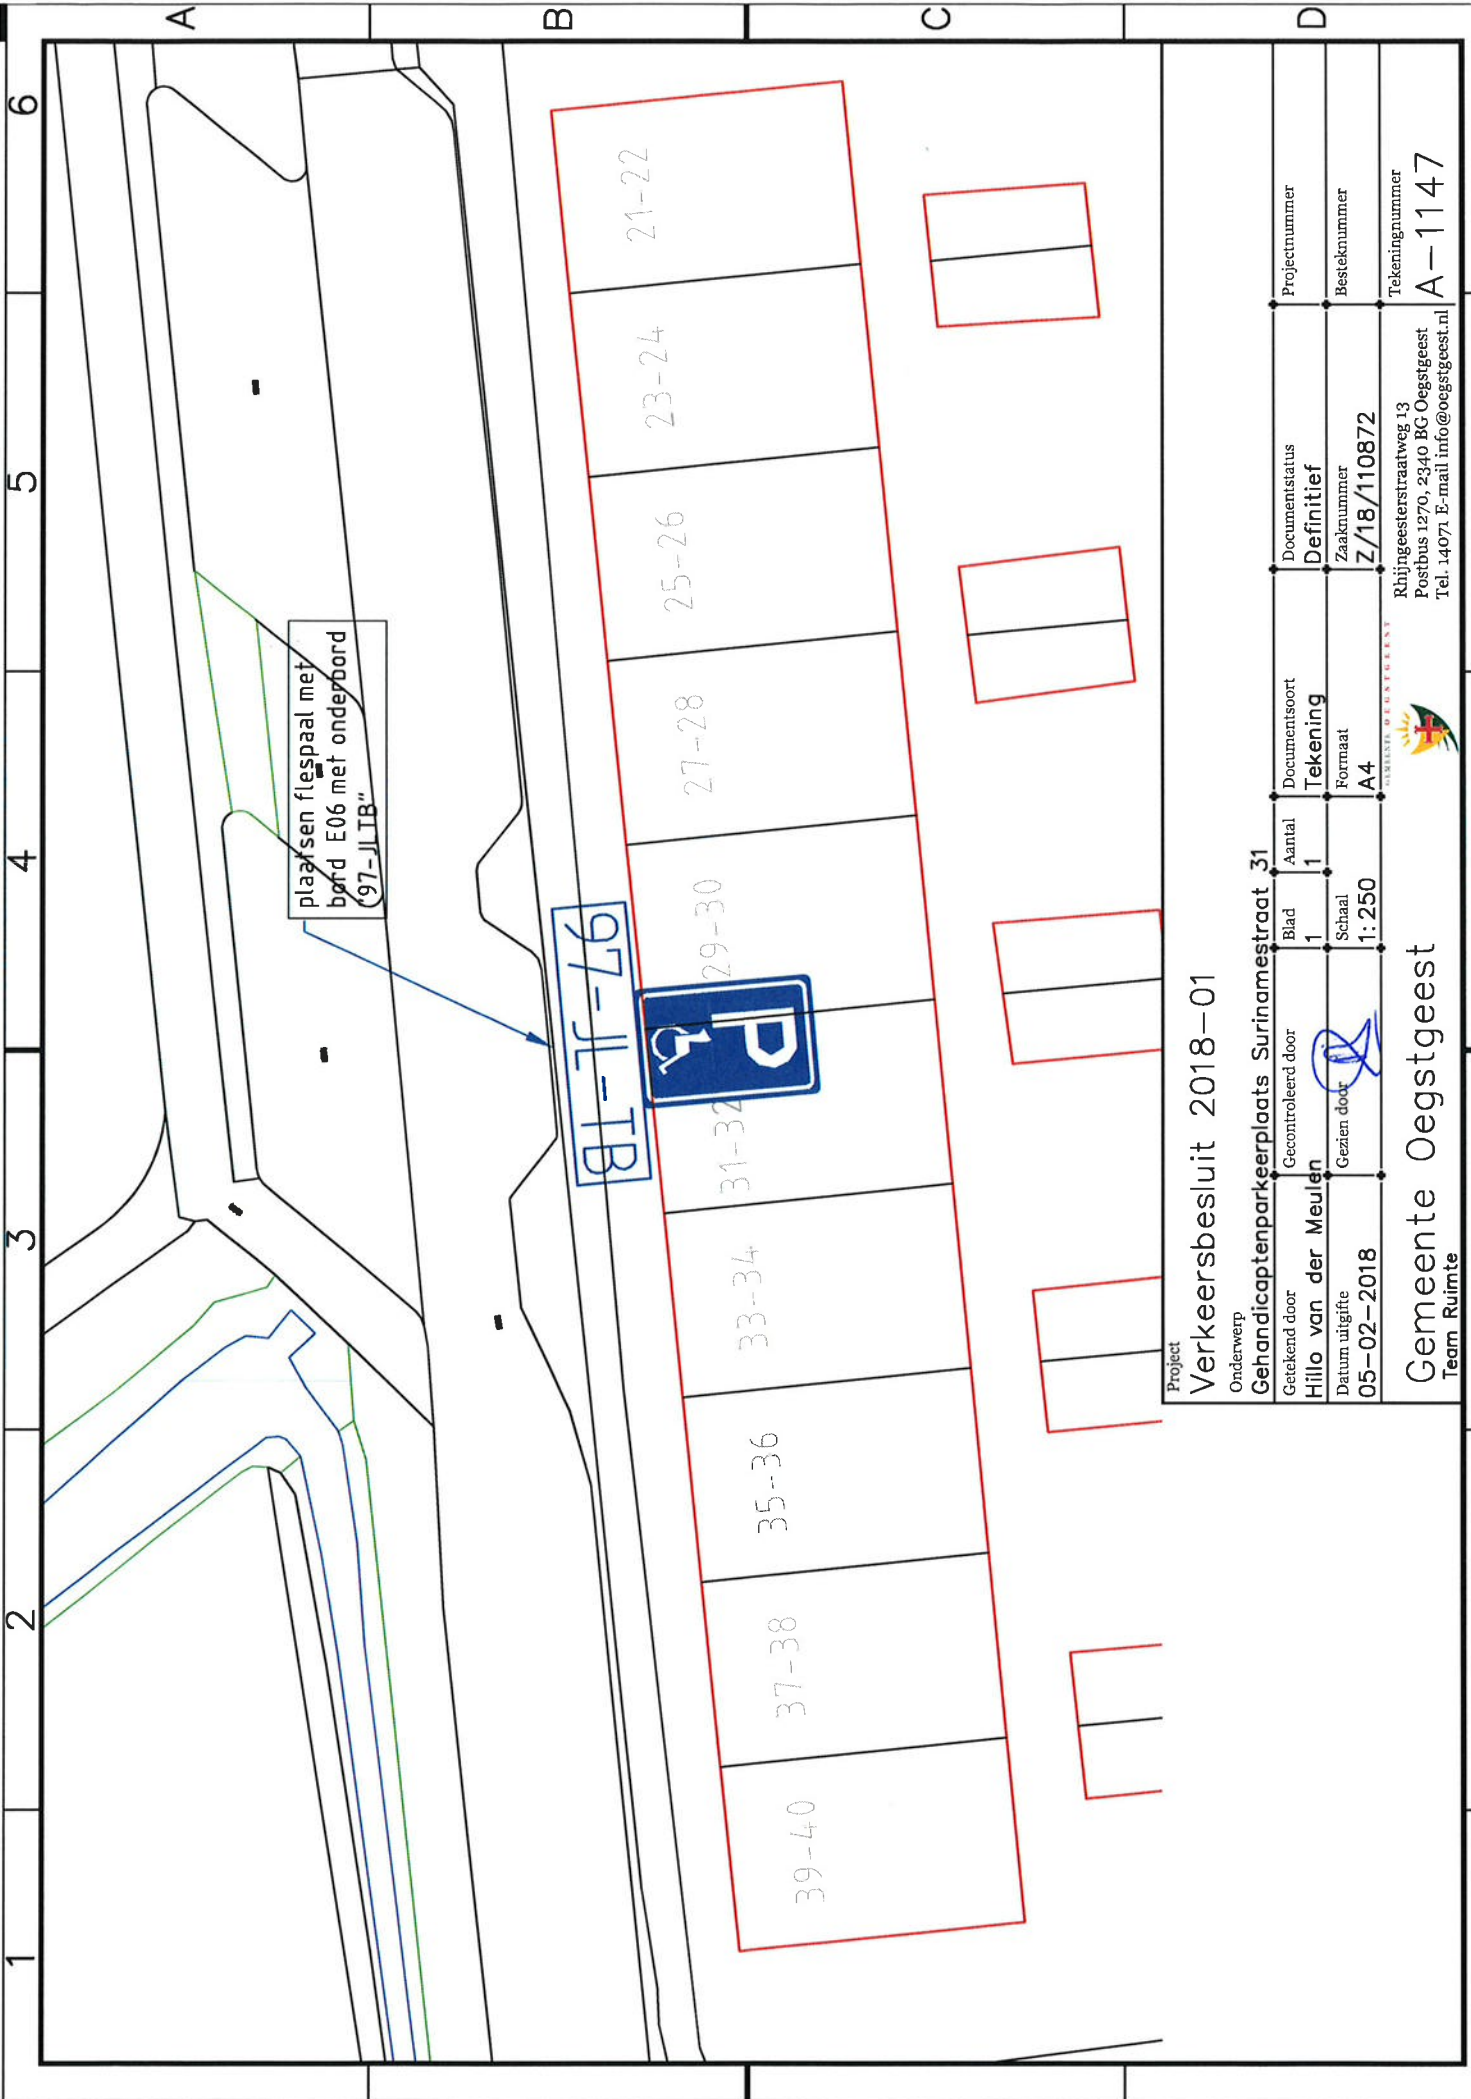 1 2 3 4 5 6
A
B
C
D
plaatsen flespaal met
bord E06 met onderbord
"97-JLTB"
97-JL-TB
P
39-40
37-38
35-36
33-34
31-32
29-30
27-28
25-26
23-24
21-22
Project
Verkeersbesluit 2018-01
Onderwerp
Gehandicaptenparkeerplaats Surinamestraat 31
Getekend door
Hillo van der Meulen
Gecontroleerd door
Blad
1
Aantal
1
Documentsoort
Tekening
Documentstatus
Definitief
Projectnummer
Datum uitgifte
05-02-2018
Gezien door
Schaal
1:250
Formaat
A4
Zaaknummer
Z/18/110872
Besteknummer
Gemeente Oegstgeest
Team Ruimte
GEMEENTE OEGSTGEEST
Rhijngeesterstraatweg 13
Postbus 1270, 2340 BG Oegstgeest
Tel. 14071 E-mail info@oegstgeest.nl
Tekeningnummer
A-1147